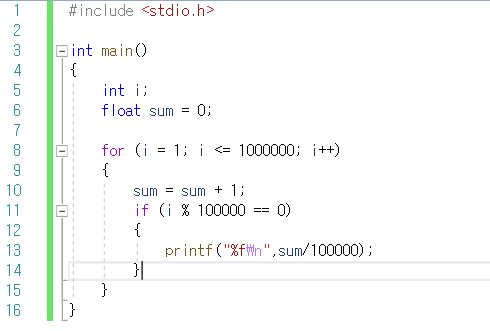 1 #include <stdio.h>
2
3 int main()
4 {
5 int i;
6 float sum = 0;
7
8 for (i = 1; i <= 1000000; i++)
9 {
10 sum = sum + 1;
11 if (i % 100000 == 0)
12 {
13 printf("%f₩n",sum/100000);
14 }
15 }
16 }